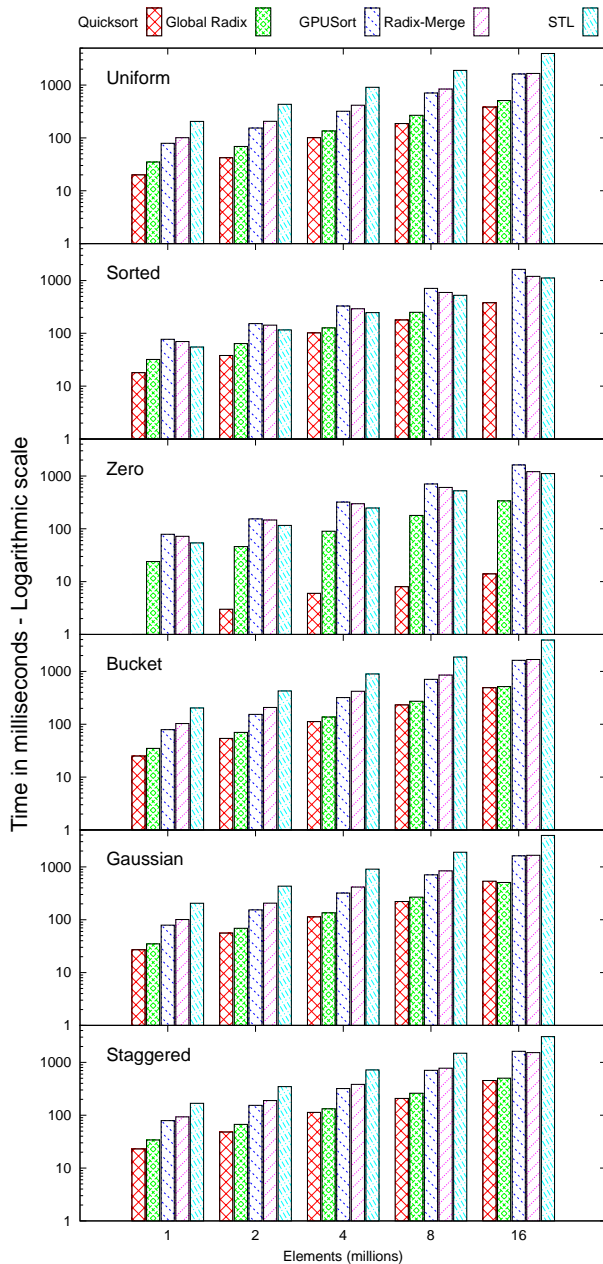 Quicksort Global Radix GPUSort Radix-Merge STL
Time in milliseconds - Logarithmic scale
Uniform
1000
100
10
1
Sorted
1000
100
10
1
Zero
1000
100
10
1
Bucket
1000
100
10
1
Gaussian
1000
100
10
1
Staggered
1000
100
10
1
1 2 4 8 16
Elements (millions)